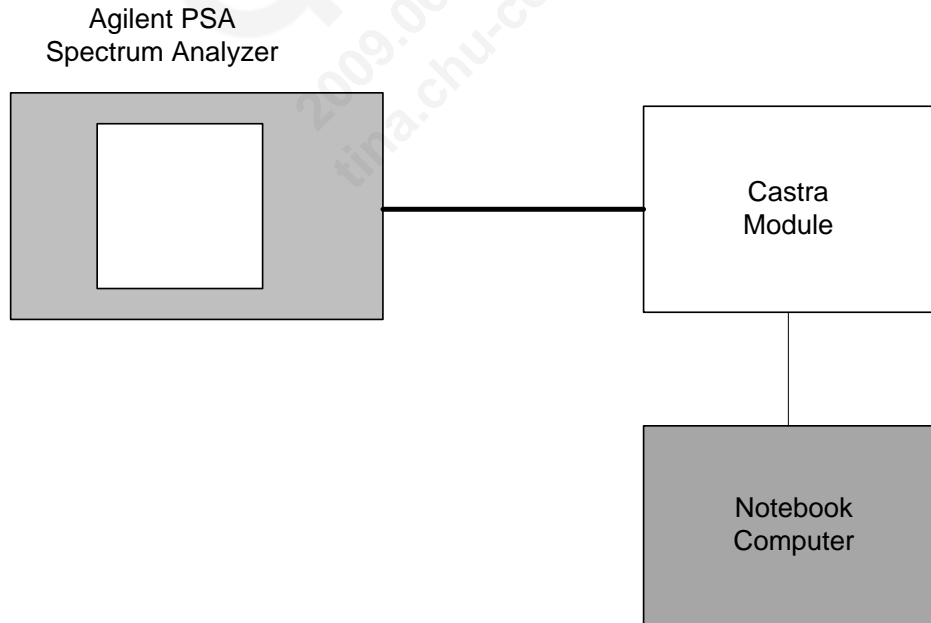 Agilent PSA
Spectrum Analyzer
Castra
Module
Notebook
Computer